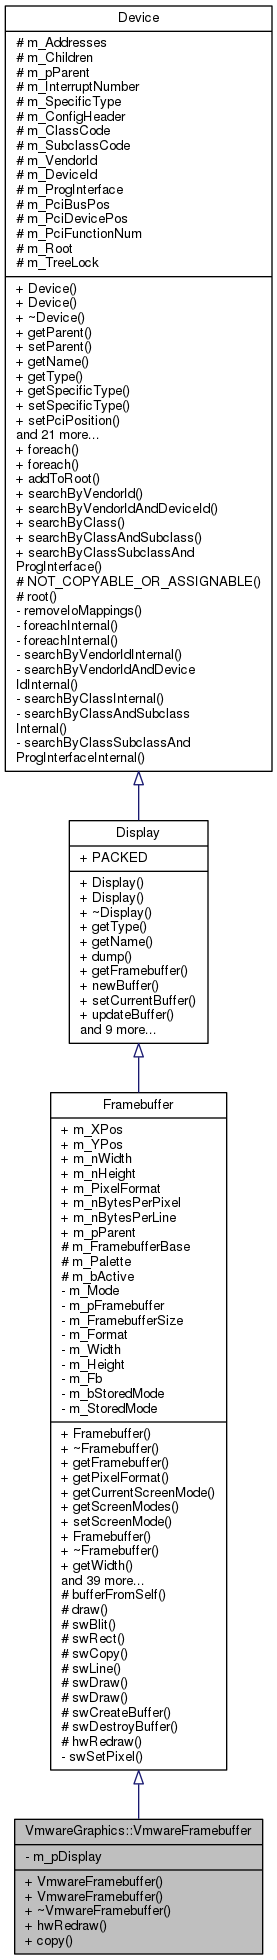 Device
# m_Addresses
# m_Children
# m_pParent
# m_InterruptNumber
# m_SpecificType
# m_ConfigHeader
# m_ClassCode
# m_SubclassCode
# m_VendorId
# m_DeviceId
# m_ProgInterface
# m_PciBusPos
# m_PciDevicePos
# m_PciFunctionNum
# m_Root
# m_TreeLock
+ Device()
+ Device()
+ ~Device()
+ getParent()
+ setParent()
+ getName()
+ getType()
+ getSpecificType()
+ setSpecificType()
+ setPciPosition()
and 21 more...
+ foreach()
+ foreach()
+ addToRoot()
+ searchByVendorId()
+ searchByVendorIdAndDeviceId()
+ searchByClass()
+ searchByClassAndSubclass()
+ searchByClassSubclassAnd
ProgInterface()
# NOT_COPYABLE_OR_ASSIGNABLE()
# root()
- removeIoMappings()
- foreachInternal()
- foreachInternal()
- searchByVendorIdInternal()
- searchByVendorIdAndDevice
IdInternal()
- searchByClassInternal()
- searchByClassAndSubclass
Internal()
- searchByClassSubclassAnd
ProgInterfaceInternal()
Display
+ PACKED
+ Display()
+ Display()
+ ~Display()
+ getType()
+ getName()
+ dump()
+ getFramebuffer()
+ newBuffer()
+ setCurrentBuffer()
+ updateBuffer()
and 9 more...
Framebuffer
+ m_XPos
+ m_YPos
+ m_nWidth
+ m_nHeight
+ m_PixelFormat
+ m_nBytesPerPixel
+ m_nBytesPerLine
+ m_pParent
# m_FramebufferBase
# m_Palette
# m_bActive
- m_Mode
- m_pFramebuffer
- m_FramebufferSize
- m_Format
- m_Width
- m_Height
- m_Fb
- m_bStoredMode
- m_StoredMode
+ Framebuffer()
+ ~Framebuffer()
+ getFramebuffer()
+ getPixelFormat()
+ getCurrentScreenMode()
+ getScreenModes()
+ setScreenMode()
+ Framebuffer()
+ ~Framebuffer()
+ getWidth()
and 39 more...
# bufferFromSelf()
# draw()
# swBlit()
# swRect()
# swCopy()
# swLine()
# swDraw()
# swDraw()
# swCreateBuffer()
# swDestroyBuffer()
# hwRedraw()
- swSetPixel()
VmwareGraphics::VmwareFramebuffer
- m_pDisplay
+ VmwareFramebuffer()
+ VmwareFramebuffer()
+ ~VmwareFramebuffer()
+ hwRedraw()
+ copy()